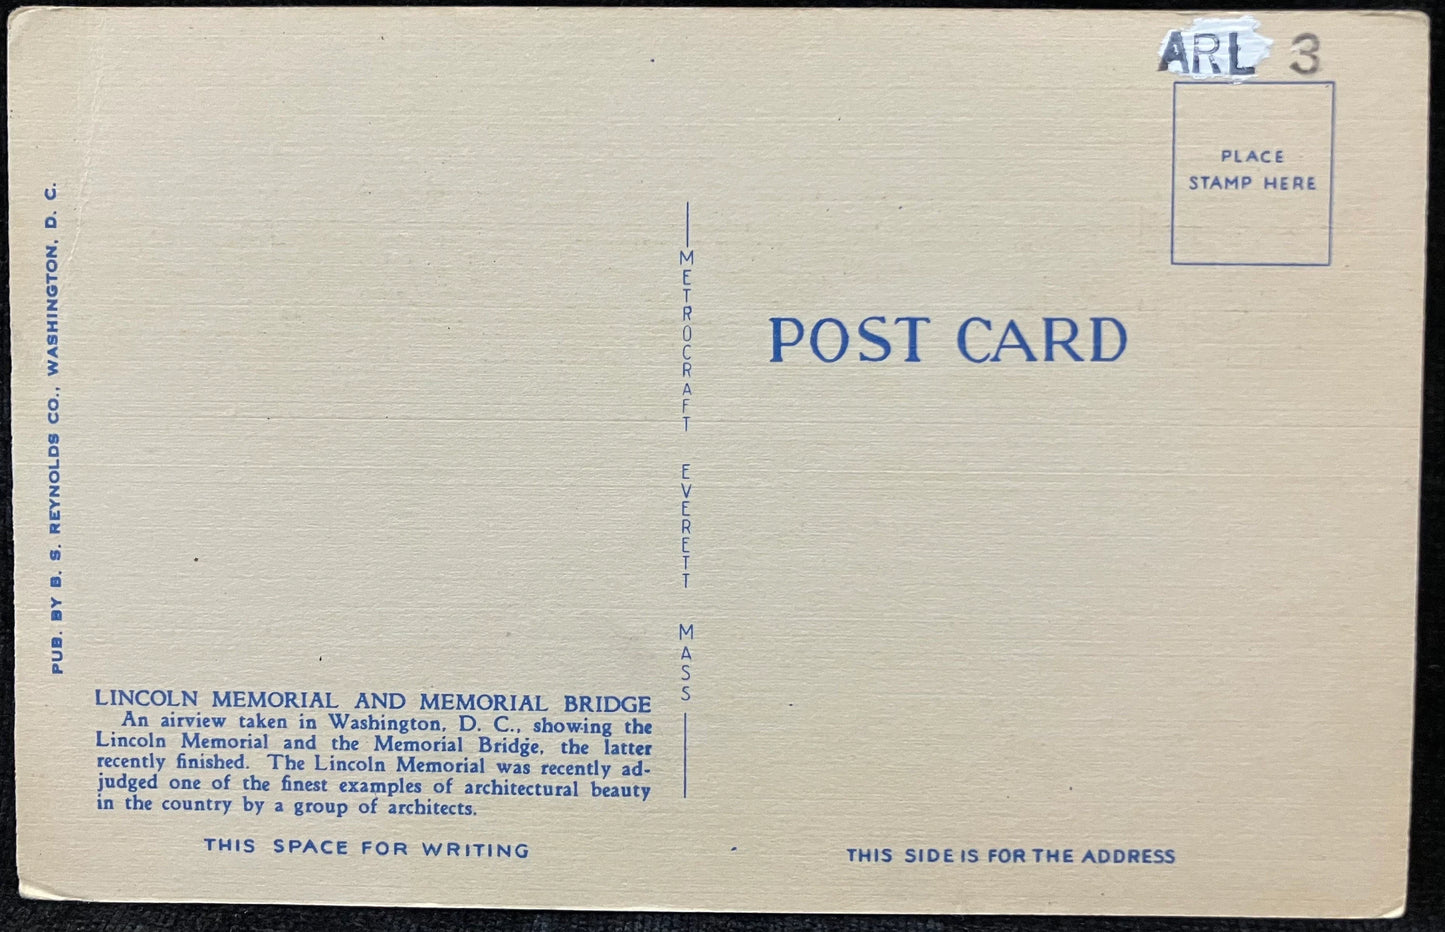 ARL 3
PLACE
STAMP HERE
PUB. BY B. S. REYNOLDS CO., WASHINGTON, D. C.
METROCRAFT EVERETT MASS
POST CARD
LINCOLN MEMORIAL AND MEMORIAL BRIDGE
An airview taken in Washington, D. C., showing the
Lincoln Memorial and the Memorial Bridge, the latter
recently finished. The Lincoln Memorial was recently ad-
judged one of the finest examples of architectural beauty
in the country by a group of architects.
THIS SPACE FOR WRITING
THIS SIDE IS FOR THE ADDRESS